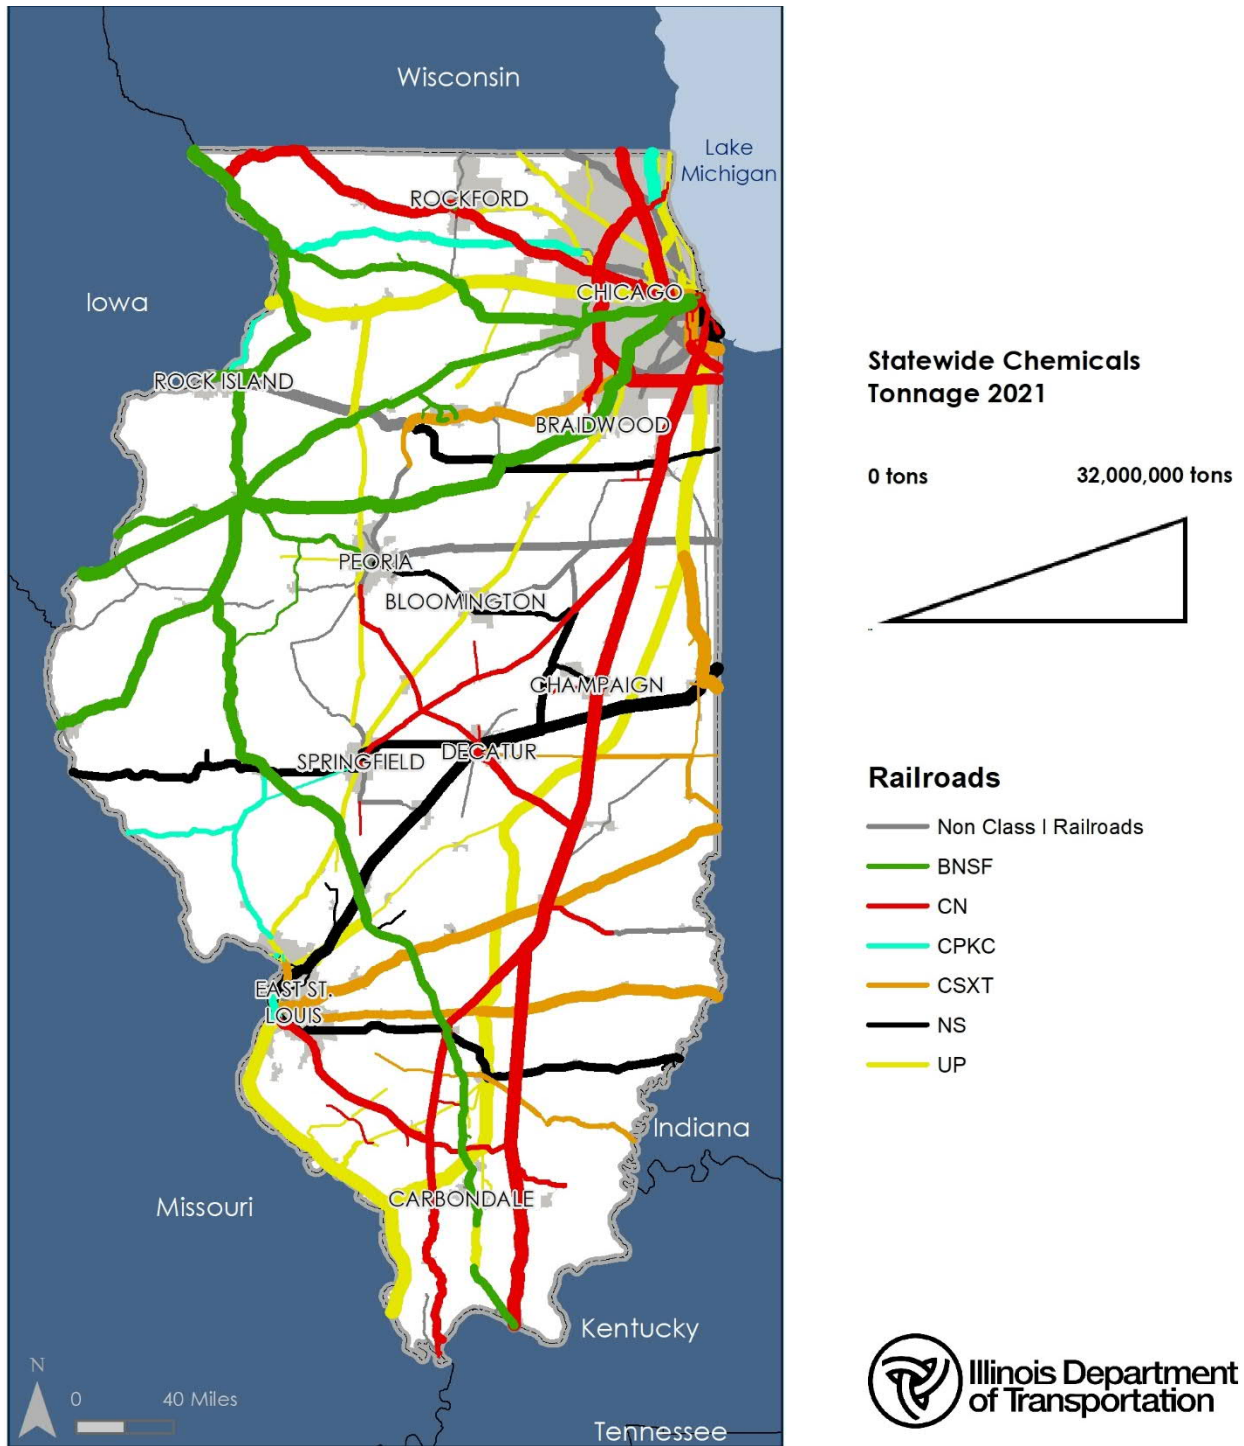 Wisconsin
Lake
Michigan
ROCKFORD
Iowa
CHICAGO
ROCK ISLAND
BRAIDWOOD
PEORIA
BLOOMINGTON
CHAMPAIGN
SPRINGFIELD
DECATUR
EAST ST.
LOUIS
Indiana
Missouri
CARBONDALE
Kentucky
Tennessee
N
0 40 Miles
Statewide Chemicals
Tonnage 2021
0 tons 32,000,000 tons
Railroads
Non Class I Railroads
BNSF
CN
CPKC
CSXT
NS
UP
Illinois Department
of Transportation